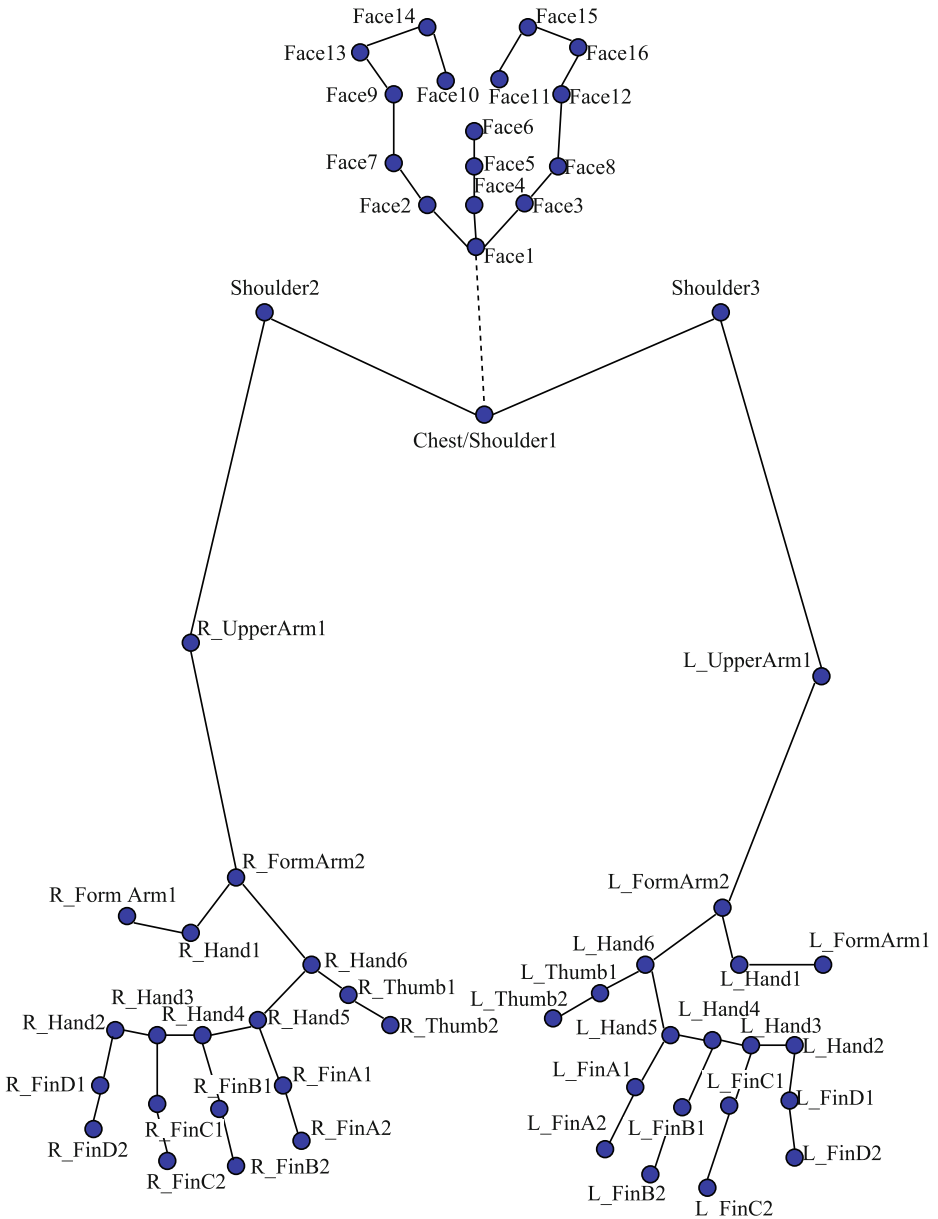 Face14
Face15
Face13
Face16
Face9
Face10
Face11
Face12
Face6
Face7
Face5
Face8
Face4
Face2
Face3
Face1
Shoulder2
Shoulder3
Chest/Shoulder1
R_UpperArm1
L_UpperArm1
R_FormArm2
L_FormArm2
R_Form Arm1
R_Hand1
L_Hand6
L_FormArm1
R_Hand6
L_Thumb1
L_Hand1
R_Thumb1
R_Hand3
L_Thumb2
L_Hand4
R_Hand2
R_Hand4
R_Hand5
R_Thumb2
L_Hand5
L_Hand3
L_Hand2
R_FinD1
R_FinB1
R_FinA1
L_FinA1
L_FinC1
L_FinD1
R_FinC1
R_FinA2
L_FinA2
L_FinB1
R_FinD2
L_FinD2
R_FinC2
R_FinB2
L_FinB2
L_FinC2